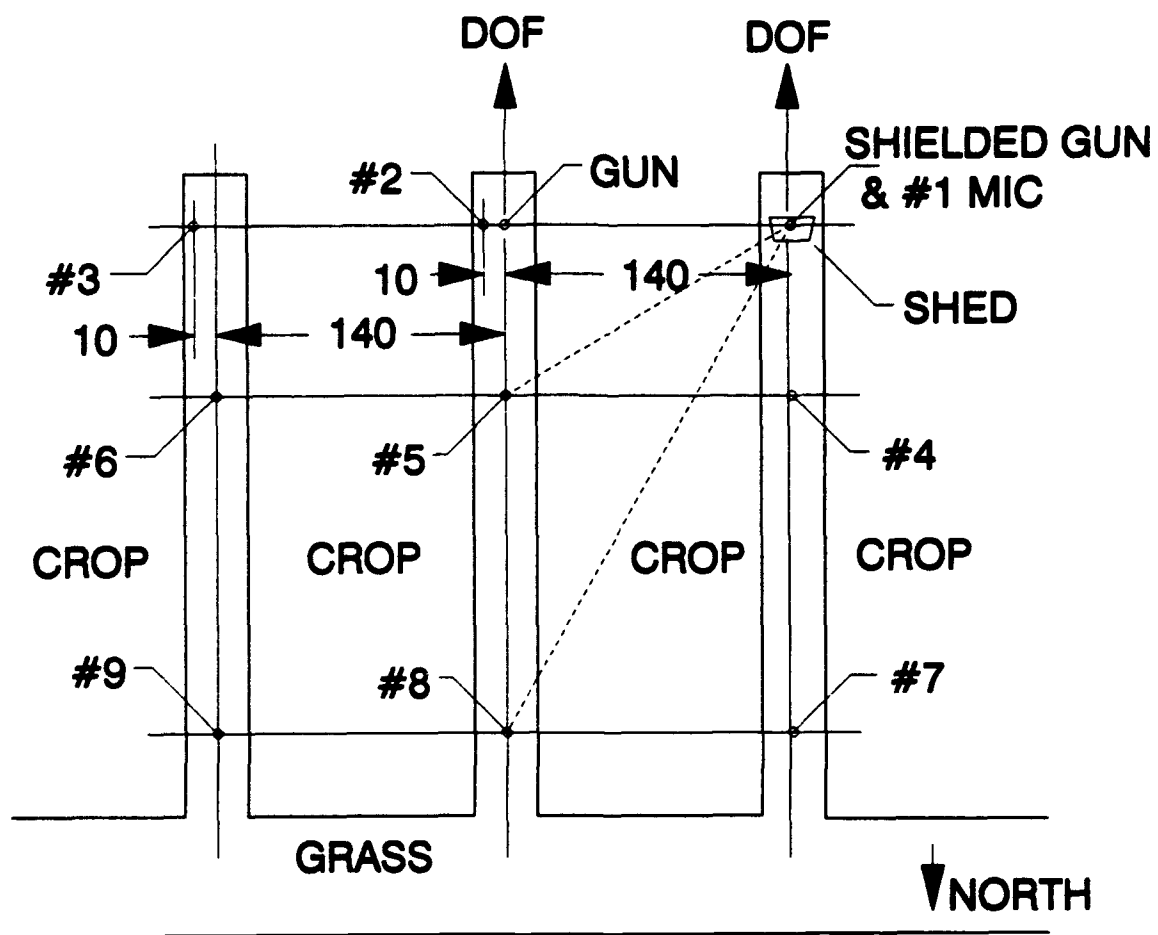 DOF
DOF
SHIELDED GUN
& #1 MIC
#2
GUN
#3
10
140
SHED
10
140
#6
#5
#4
CROP
CROP
CROP
CROP
#9
#8
#7
GRASS
NORTH